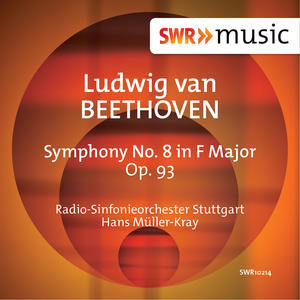 SWR>> music
Ludwig van
BEETHOVEN
Symphony No. 8 in F Major
Op. 93
Radio-Sinfonieorchester Stuttgart
Hans Müller-Kray
SWR10214